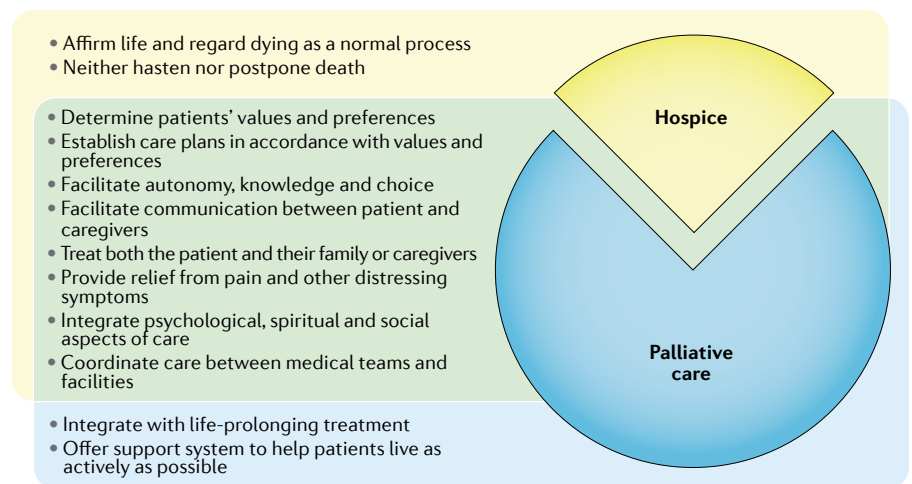 • Affirm life and regard dying as a normal process
• Neither hasten nor postpone death
• Determine patients’ values and preferences
• Establish care plans in accordance with values and
preferences
• Facilitate autonomy, knowledge and choice
• Facilitate communication between patient and
caregivers
• Treat both the patient and their family or caregivers
• Provide relief from pain and other distressing
symptoms
• Integrate psychological, spiritual and social
aspects of care
• Coordinate care between medical teams and
facilities
• Integrate with life-prolonging treatment
• Offer support system to help patients live as
actively as possible
Hospice
Palliative
care